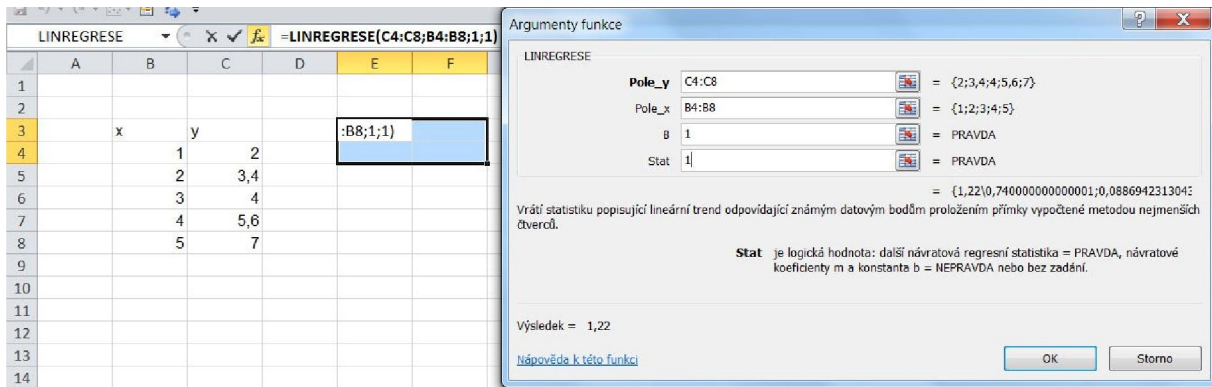 LINREGRESE =LINREGRESE(C4:C8;B4:B8;1;1)
A B C D E F
1
2
3 x y :B8;1;1)
4 1 2
5 2 3,4
6 3 4
7 4 5,6
8 5 7
9
10
11
12
13
14
Argumenty funkce
LINREGRESE
Pole_y C4:C8 = {2;3,4;4;5,6;7}
Pole_x B4:B8 = {1;2;3;4;5}
B 1 = PRAVDA
Stat 1 = PRAVDA
= {1,22\0,740000000000001;0,088694231304
Vrátí statistiku popisující lineární trend odpovídající známým datovým bodům proložením přímky vypočtené metodou nejmenších
čtverců.
Stat je logická hodnota: další návratová regresní statistika = PRAVDA, návratové
koeficienty m a konstanta b = NEPRAVDA nebo bez zadání.
Výsledek = 1,22
Nápověda k této funkci OK Storno